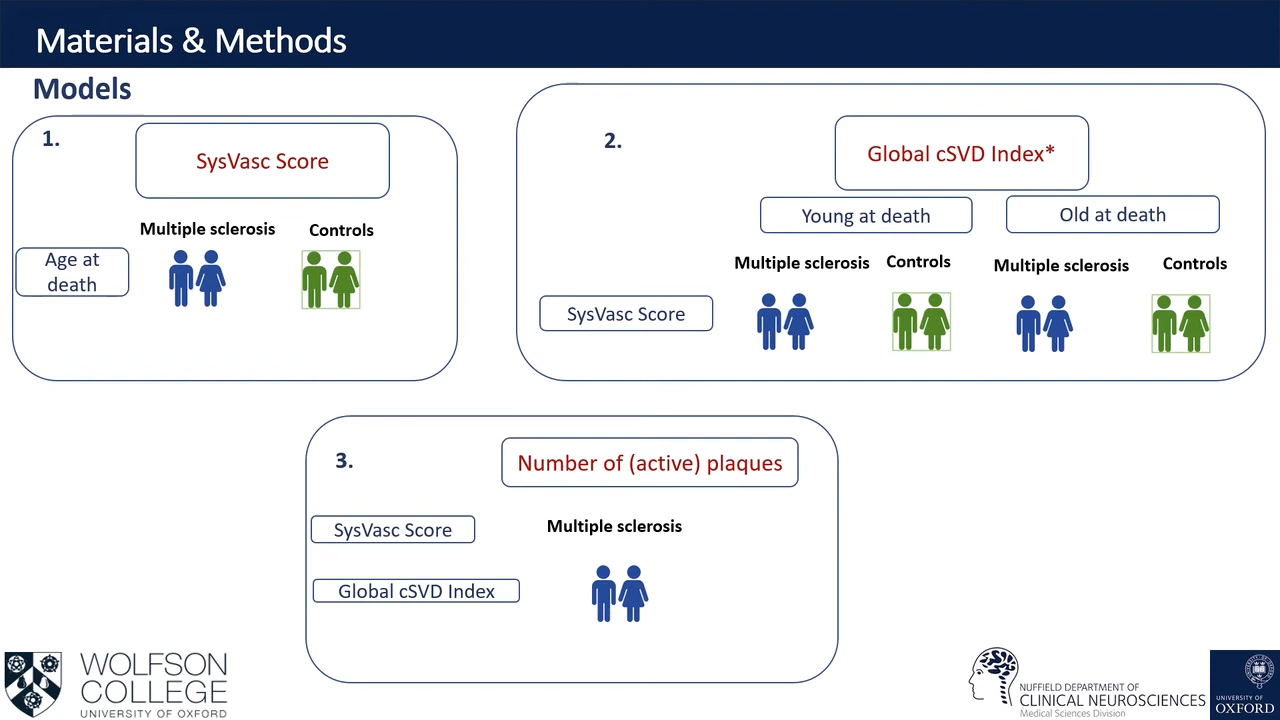 Materials & Methods
Models
1.
SysVasc Score
Multiple sclerosis
Controls
Age at
death
2.
Global cSVD Index*
Young at death
Old at death
Multiple sclerosis
Controls
Multiple sclerosis
Controls
SysVasc Score
3.
Number of (active) plaques
SysVasc Score
Multiple sclerosis
Global cSVD Index
WOLFSON
COLLEGE
UNIVERSITY OF OXFORD
NUFFIELD DEPARTMENT OF
CLINICAL NEUROSCIENCES
Medical Sciences Division
UNIVERSITY OF
OXFORD